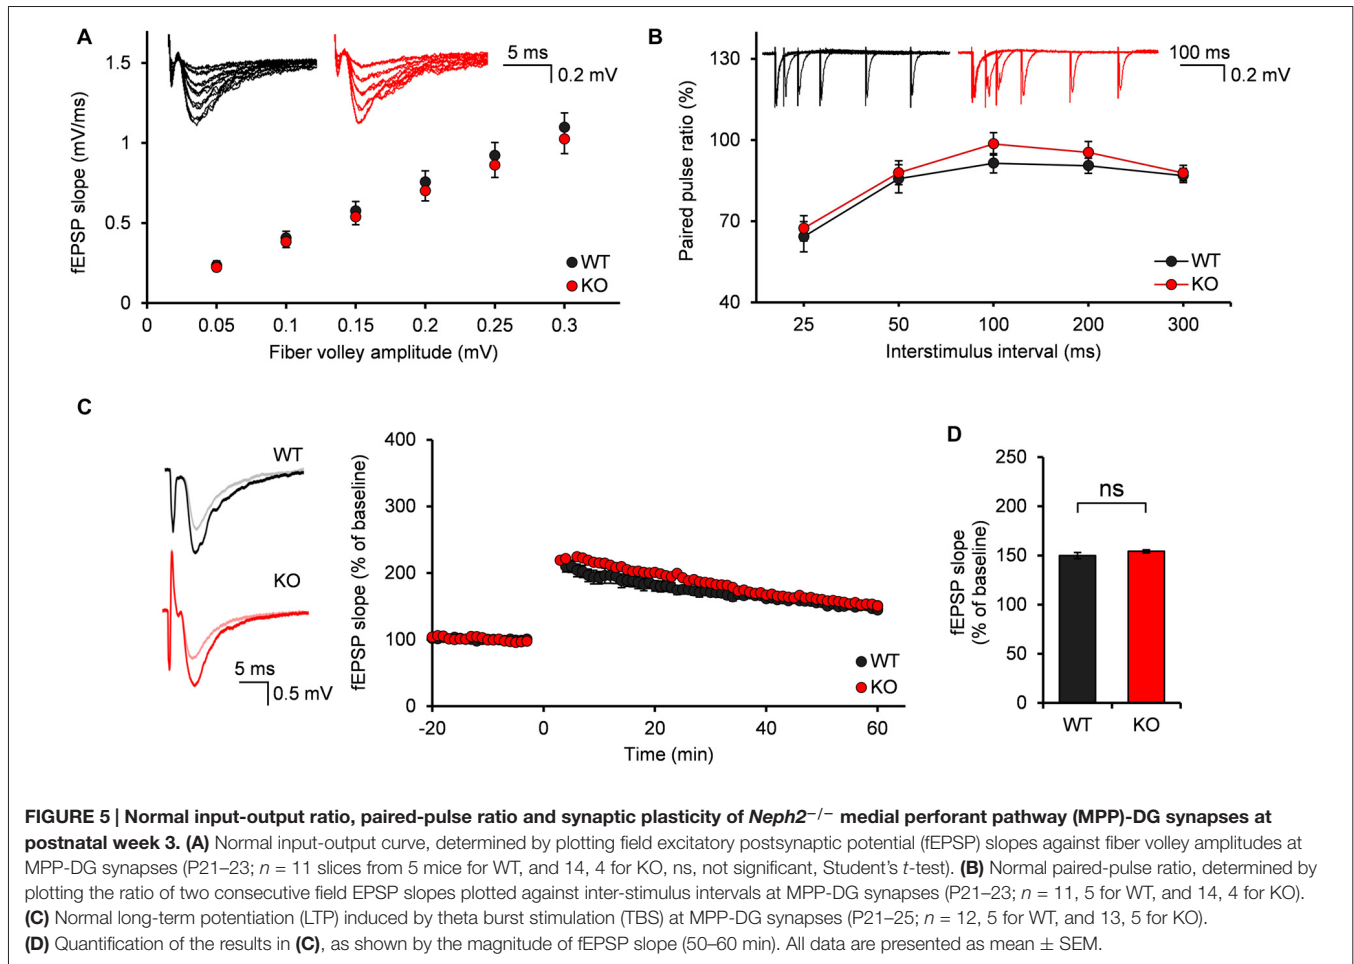 A
1.5
1
0.5
0
fEPSP slope (mV/ms)
5 ms
0.2 mV
WT
KO
0 0.05 0.1 0.15 0.2 0.25 0.3
Fiber volley amplitude (mV)
B
130
100
70
40
Paired pulse ratio (%)
100 ms
0.2 mV
WT
KO
25 50 100 200 300
Interstimulus interval (ms)
C
WT
KO
5 ms
0.5 mV
400
300
200
100
0
fEPSP slope (% of baseline)
WT
KO
-20 0 20 40 60
Time (min)
D
250
200
150
100
50
0
fEPSP slope
(% of baseline)
ns
WT KO
FIGURE 5 | Normal input-output ratio, paired-pulse ratio and synaptic plasticity of Neph2−/− medial perforant pathway (MPP)-DG synapses at
postnatal week 3. (A) Normal input-output curve, determined by plotting field excitatory postsynaptic potential (fEPSP) slopes against fiber volley amplitudes at
MPP-DG synapses (P21–23; n = 11 slices from 5 mice for WT, and 14, 4 for KO, ns, not significant, Student's t-test). (B) Normal paired-pulse ratio, determined by
plotting the ratio of two consecutive field EPSP slopes plotted against inter-stimulus intervals at MPP-DG synapses (P21–23; n = 11, 5 for WT, and 14, 4 for KO).
(C) Normal long-term potentiation (LTP) induced by theta burst stimulation (TBS) at MPP-DG synapses (P21–25; n = 12, 5 for WT, and 13, 5 for KO).
(D) Quantification of the results in (C), as shown by the magnitude of fEPSP slope (50–60 min). All data are presented as mean ± SEM.